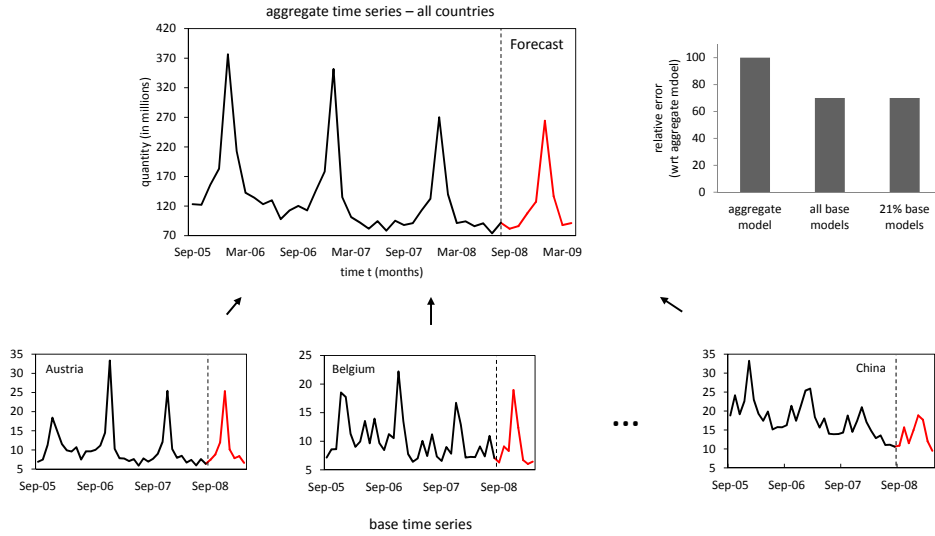 aggregate time series – all countries
420
370
320
270
220
170
120
70
quantity (in millions)
Forecast
Sep-05 Mar-06 Sep-06 Mar-07 Sep-07 Mar-08 Sep-08 Mar-09
time t (months)
relative error
(wrt aggregate mdoel)
100
80
60
40
20
0
aggregate
model
all base
models
21% base
models
35
30
25
20
15
10
5
Austria
Sep-05 Sep-06 Sep-07 Sep-08
25
20
15
10
5
Belgium
Sep-05 Sep-06 Sep-07 Sep-08
...
35
30
25
20
15
10
5
China
Sep-05 Sep-06 Sep-07 Sep-08
base time series